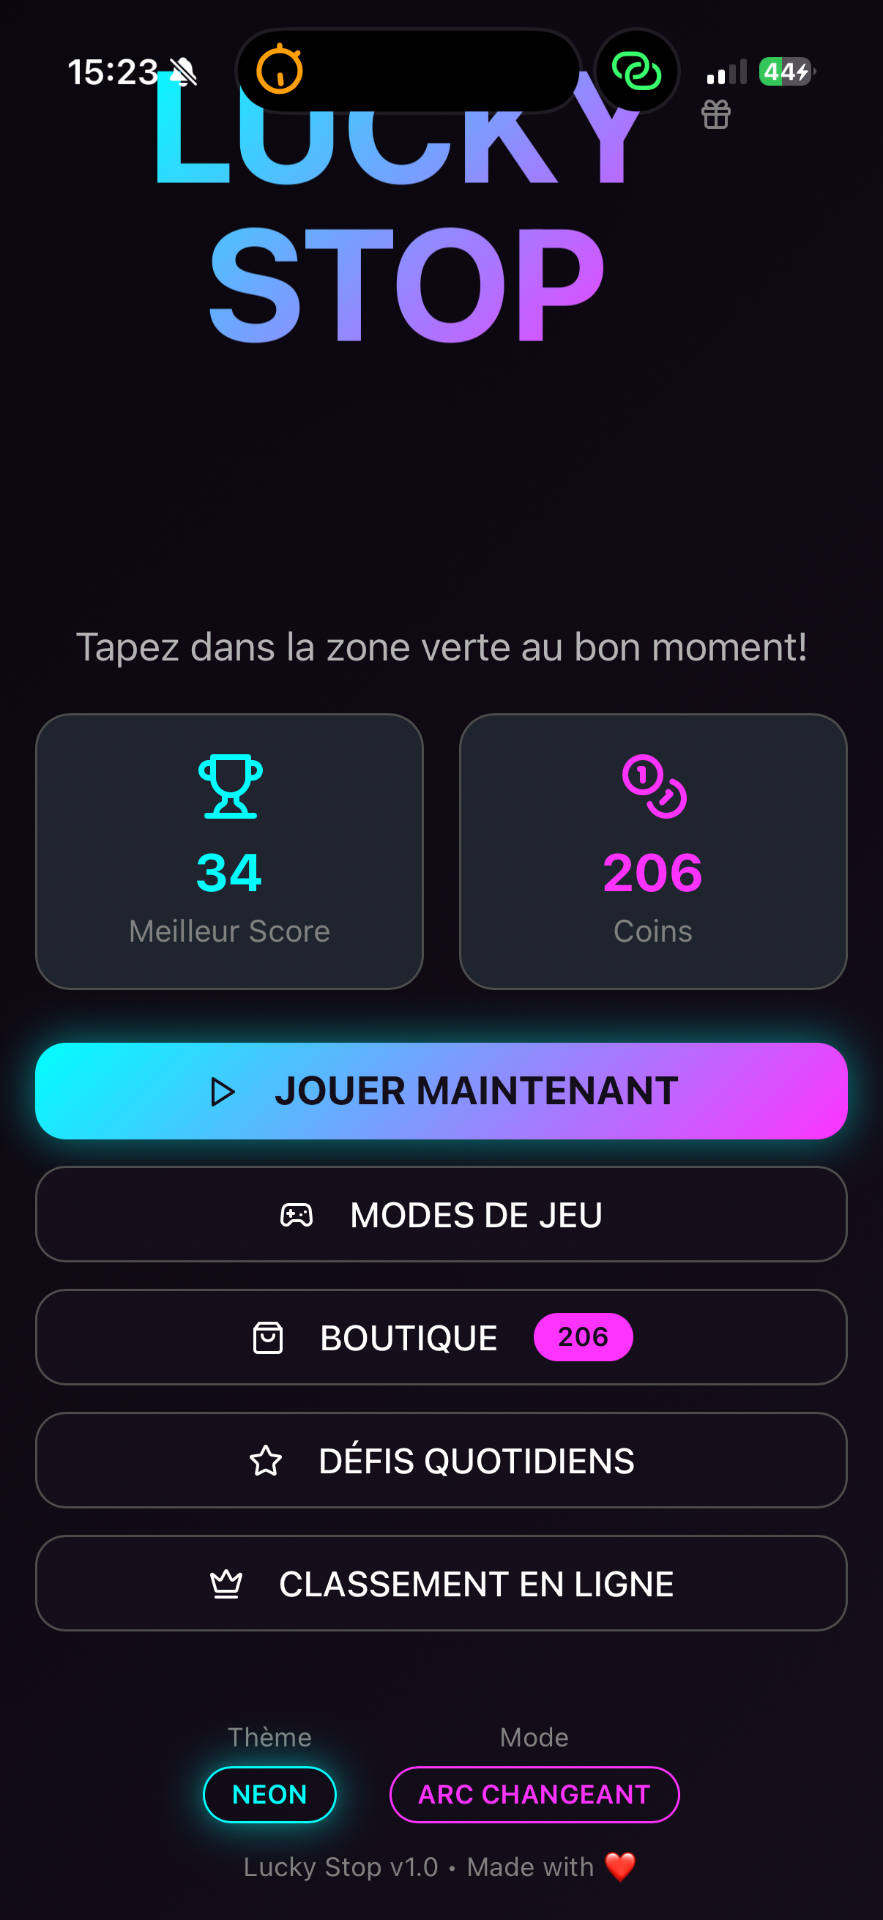 15:23
44
LUCKY
STOP
Tapez dans la zone verte au bon moment!
34
Meilleur Score
206
Coins
JOUER MAINTENANT
MODES DE JEU
BOUTIQUE 206
DÉFIS QUOTIDIENS
CLASSEMENT EN LIGNE
Thème
NEON
Mode
ARC CHANGEANT
Lucky Stop v1.0 • Made with ❤️